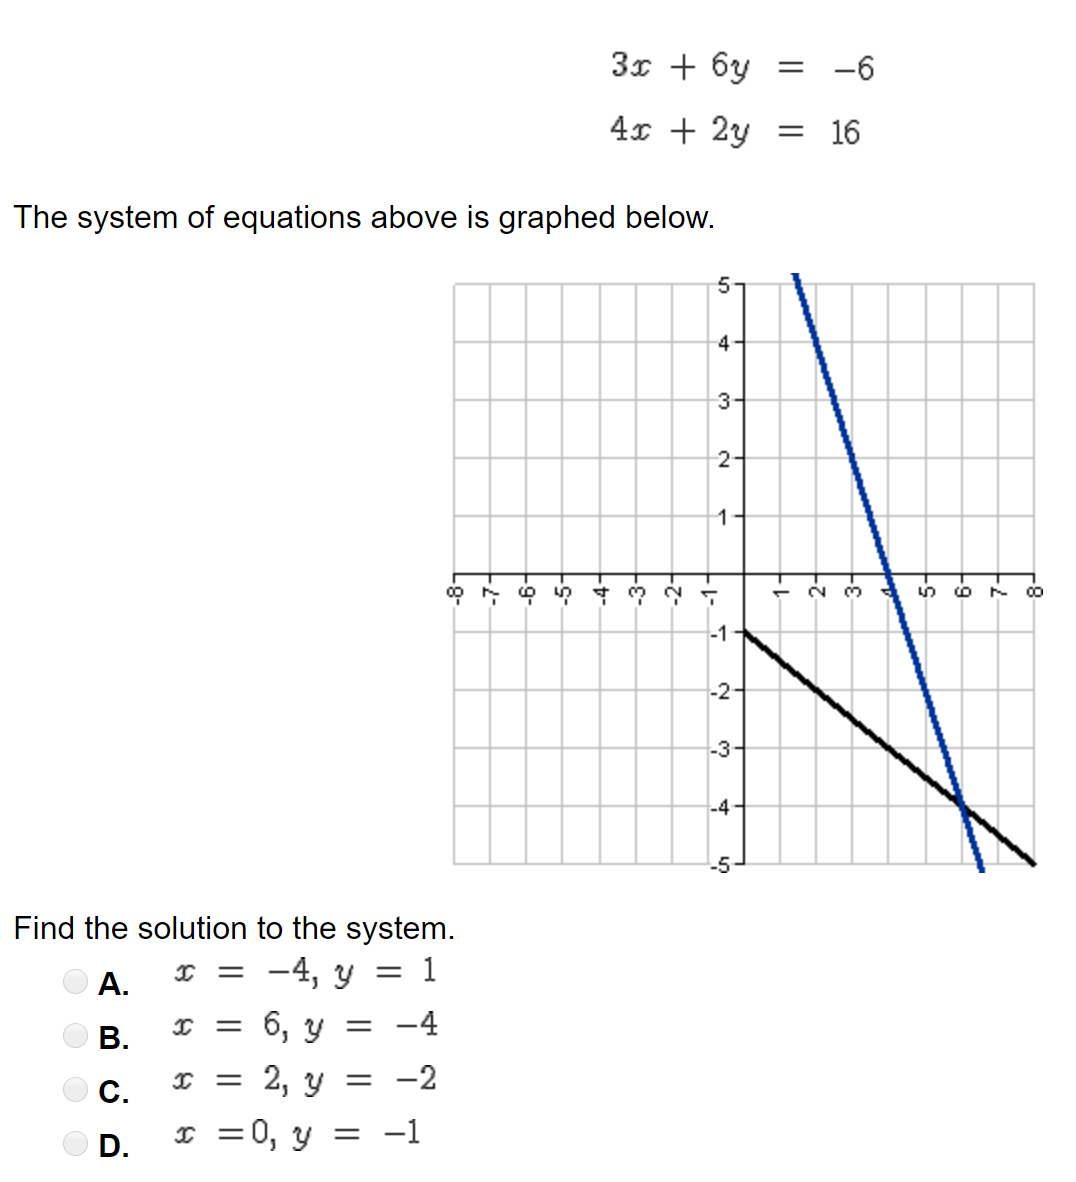 3x + 6y = −6
4x + 2y = 16
The system of equations above is graphed below.
5
4
3
2
1
-8 -7 -6 -5 -4 -3 -2 -1 1 2 3 4 5 6 7 8
-1
-2
-3
-4
-5
Find the solution to the system.
A. x = −4, y = 1
B. x = 6, y = −4
C. x = 2, y = −2
D. x =0, y = −1